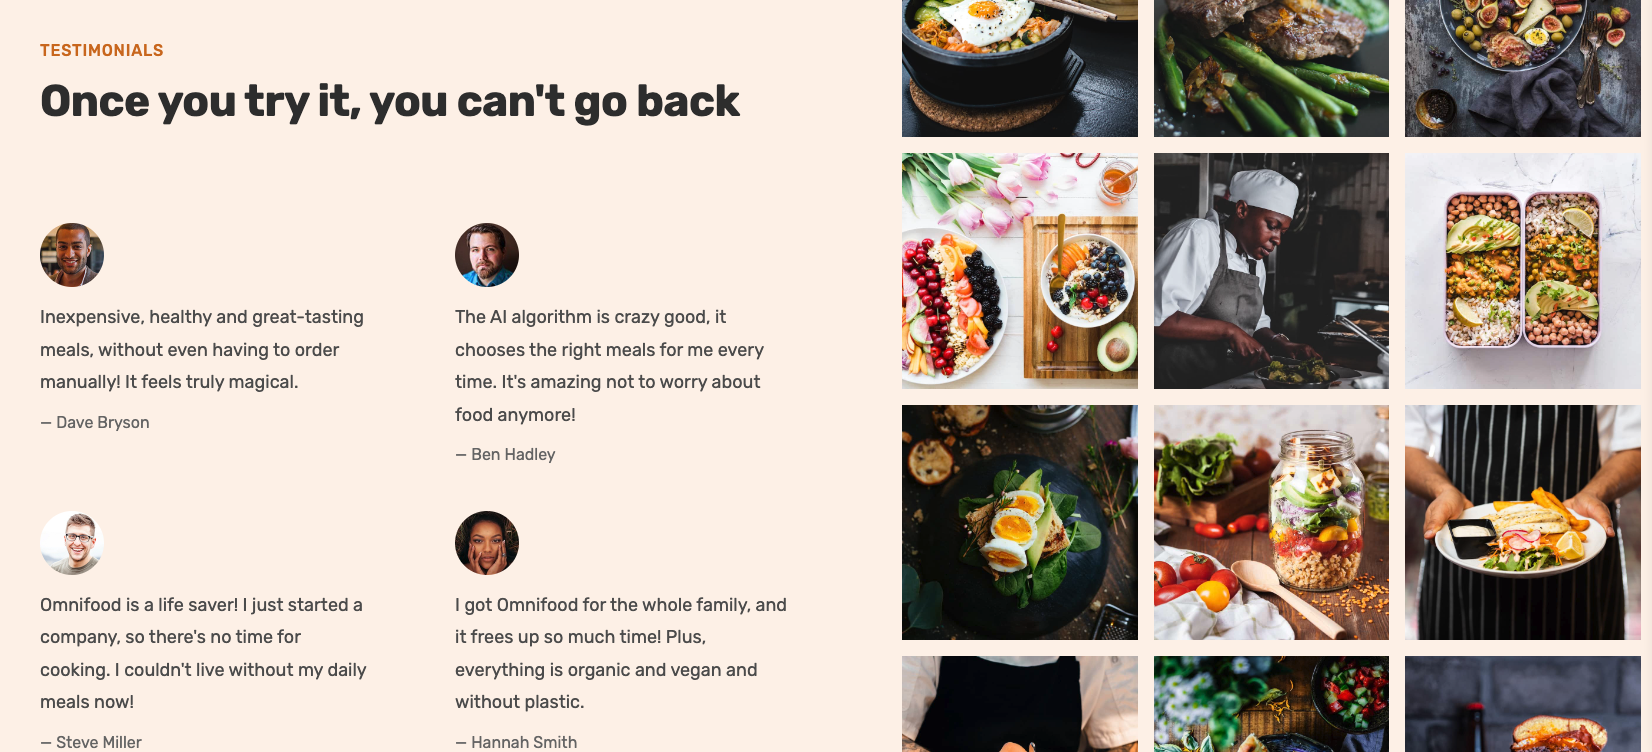 TESTIMONIALS
Once you try it, you can't go back
Inexpensive, healthy and great-tasting
meals, without even having to order
manually! It feels truly magical.
— Dave Bryson
The AI algorithm is crazy good, it
chooses the right meals for me every
time. It's amazing not to worry about
food anymore!
— Ben Hadley
Omnifood is a life saver! I just started a
company, so there's no time for
cooking. I couldn't live without my daily
meals now!
— Steve Miller
I got Omnifood for the whole family, and
it frees up so much time! Plus,
everything is organic and vegan and
without plastic.
— Hannah Smith